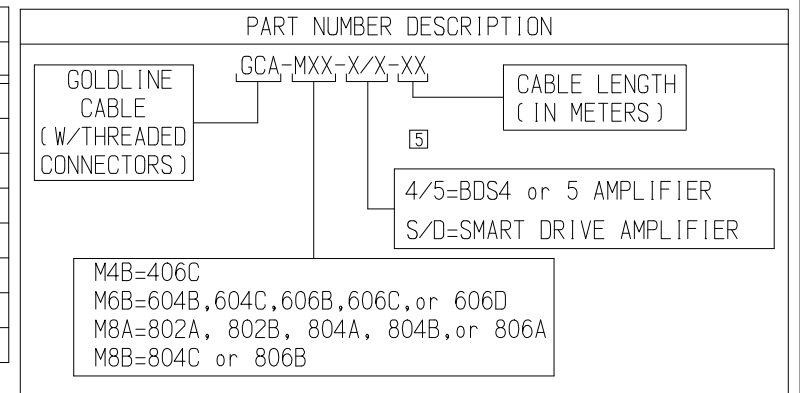 PART NUMBER DESCRIPTION
GCA-MXX-X/X-XX
GOLDLINE
CABLE
(W/THREADED
CONNECTORS)
CABLE LENGTH
(IN METERS)
5
4/5=BDS4 or 5 AMPLIFIER
S/D=SMART DRIVE AMPLIFIER
M4B=406C
M6B=604B,604C,606B,606C,or 606D
M8A=802A, 802B, 804A, 804B,or 806A
M8B=804C or 806B